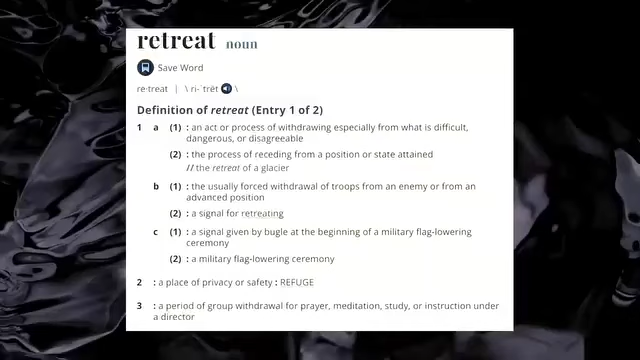 retreat noun
Save Word
re·treat | \ ri-ˈtrēt \
Definition of retreat (Entry 1 of 2)
1 a (1) : an act or process of withdrawing especially from what is difficult,
dangerous, or disagreeable
(2) : the process of receding from a position or state attained
// the retreat of a glacier
b (1) : the usually forced withdrawal of troops from an enemy or from an
advanced position
(2) : a signal for retreating
c (1) : a signal given by bugle at the beginning of a military flag-lowering
ceremony
(2) : a military flag-lowering ceremony
2 : a place of privacy or safety : REFUGE
3 : a period of group withdrawal for prayer, meditation, study, or instruction under
a director